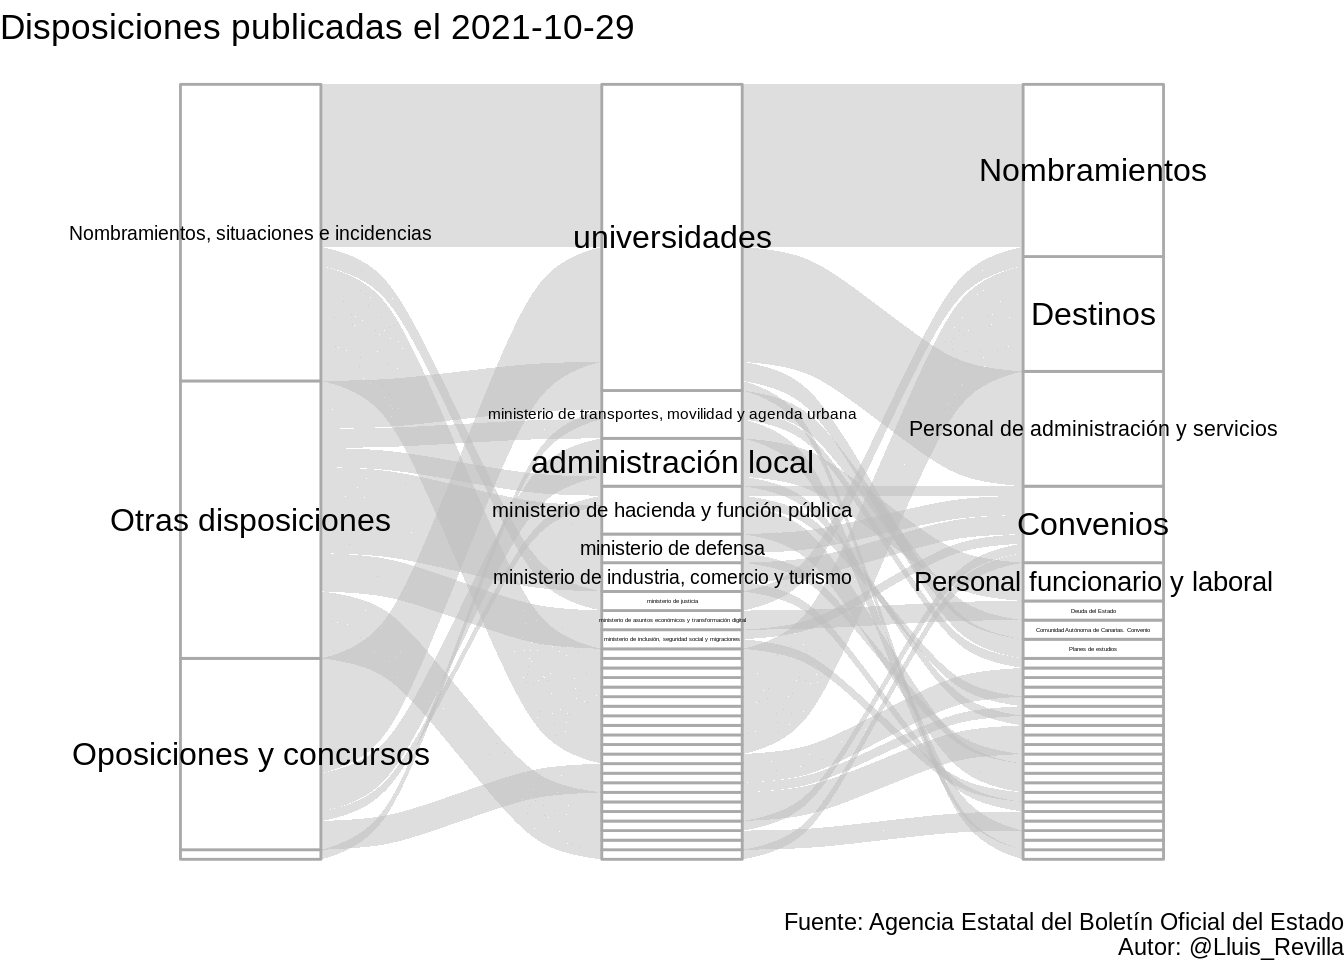 Disposiciones publicadas el 2021-10-29
Nombramientos, situaciones e incidencias
Otras disposiciones
Oposiciones y concursos
universidades
ministerio de transportes, movilidad y agenda urbana
administración local
ministerio de hacienda y función pública
ministerio de defensa
ministerio de industria, comercio y turismo
ministerio de justicia
ministerio de asuntos económicos y transformación digital
ministerio de inclusión, seguridad social y migraciones
Nombramientos
Destinos
Personal de administración y servicios
Convenios
Personal funcionario y laboral
Deuda del Estado
Comunidad Autónoma de Canarias. Convenio
Planes de estudios
Fuente: Agencia Estatal del Boletín Oficial del Estado
Autor: @Lluis_Revilla